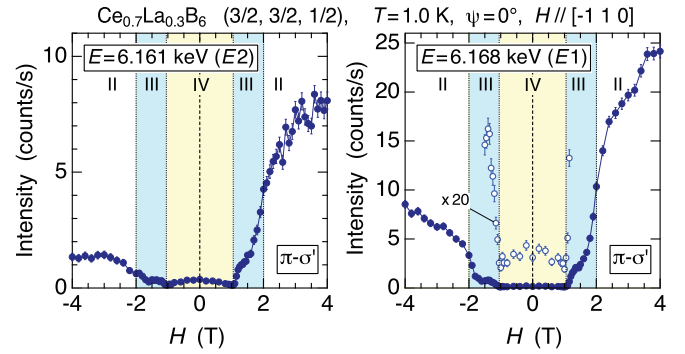 Ce0.7La0.3B6 (3/2, 3/2, 1/2), T=1.0 K, ψ=0°, H // [-1 1 0]
E=6.161 keV (E2)
II III IV III II
Intensity (counts/s)
10
5
0
π-σ'
-4 -2 0 2 4
H (T)
E=6.168 keV (E1)
II III IV III II
Intensity (counts/s)
25
20
15
10
5
0
x 20
π-σ'
-4 -2 0 2 4
H (T)